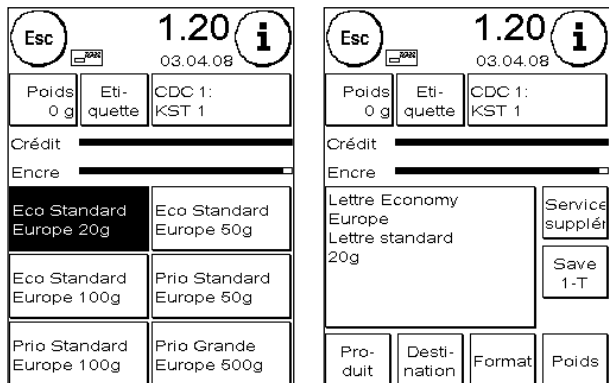 Esc
1.20
i
03.04.08
Poids
0 g
Eti-
quette
CDC 1:
KST 1
Crédit
Encre
Eco Standard
Europe 20g
Eco Standard
Europe 50g
Eco Standard
Europe 100g
Prio Standard
Europe 50g
Prio Standard
Europe 100g
Prio Grande
Europe 500g
Esc
1.20
i
03.04.08
Poids
0 g
Eti-
quette
CDC 1:
KST 1
Crédit
Encre
Lettre Economy
Europe
Lettre standard
20g
Service
supplér
Save
1-T
Pro-
duit
Desti-
nation
Format
Poids